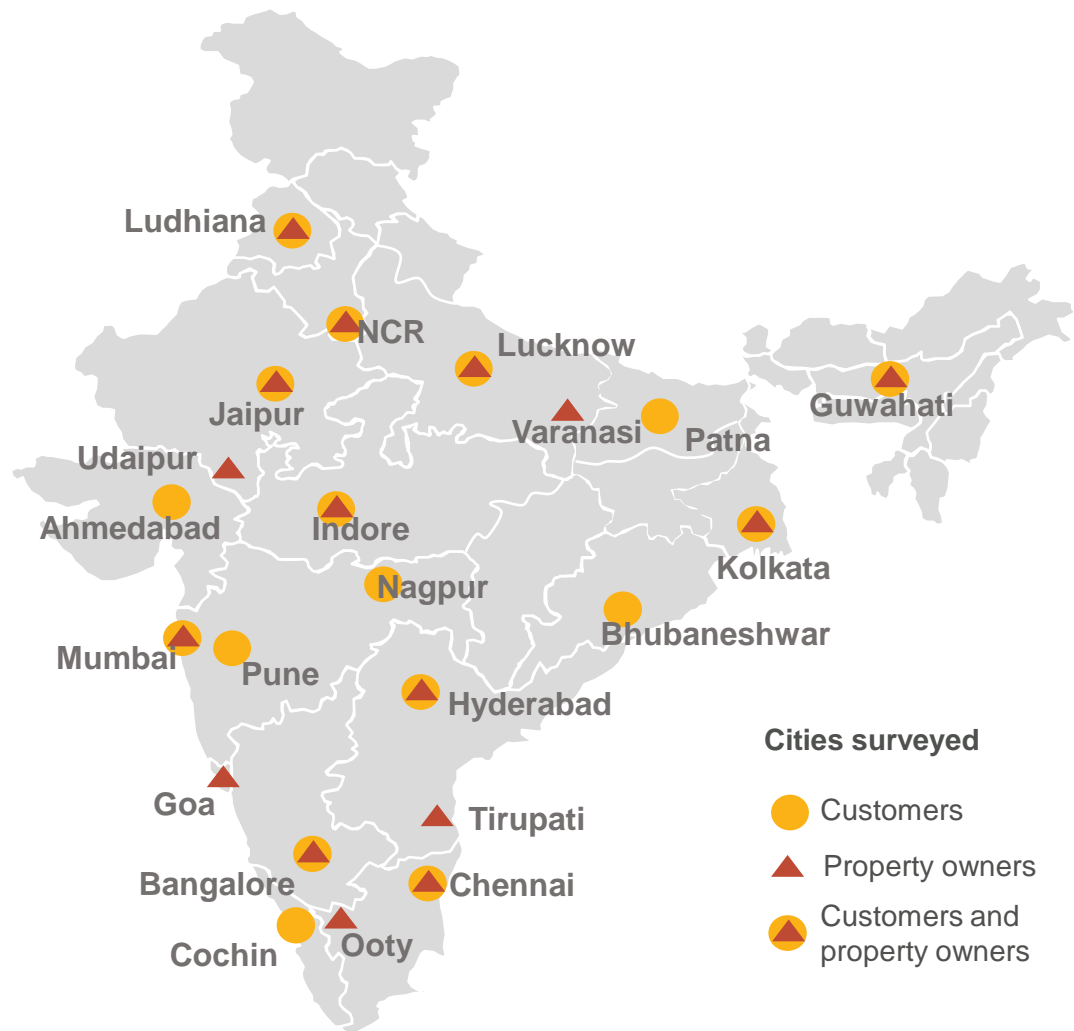 Ludhiana
NCR
Lucknow
Jaipur
Guwahati
Varanasi
Patna
Udaipur
Ahmedabad
Indore
Kolkata
Nagpur
Bhubaneshwar
Mumbai
Pune
Hyderabad
Goa
Tirupati
Bangalore
Chennai
Cochin
Ooty
Cities surveyed
Customers
Property owners
Customers and
property owners